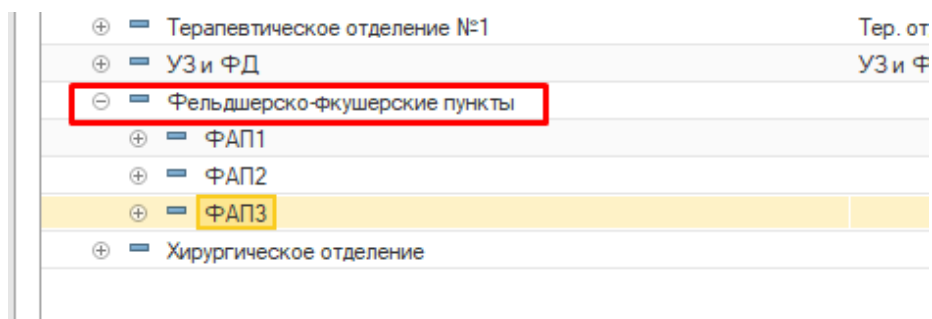 Терапевтическое отделение №1 Тер. от
УЗ и ФД УЗ и Ф
Фельдшерско-фкушерские пункты
ФАП1
ФАП2
ФАП3
Хирургическое отделение